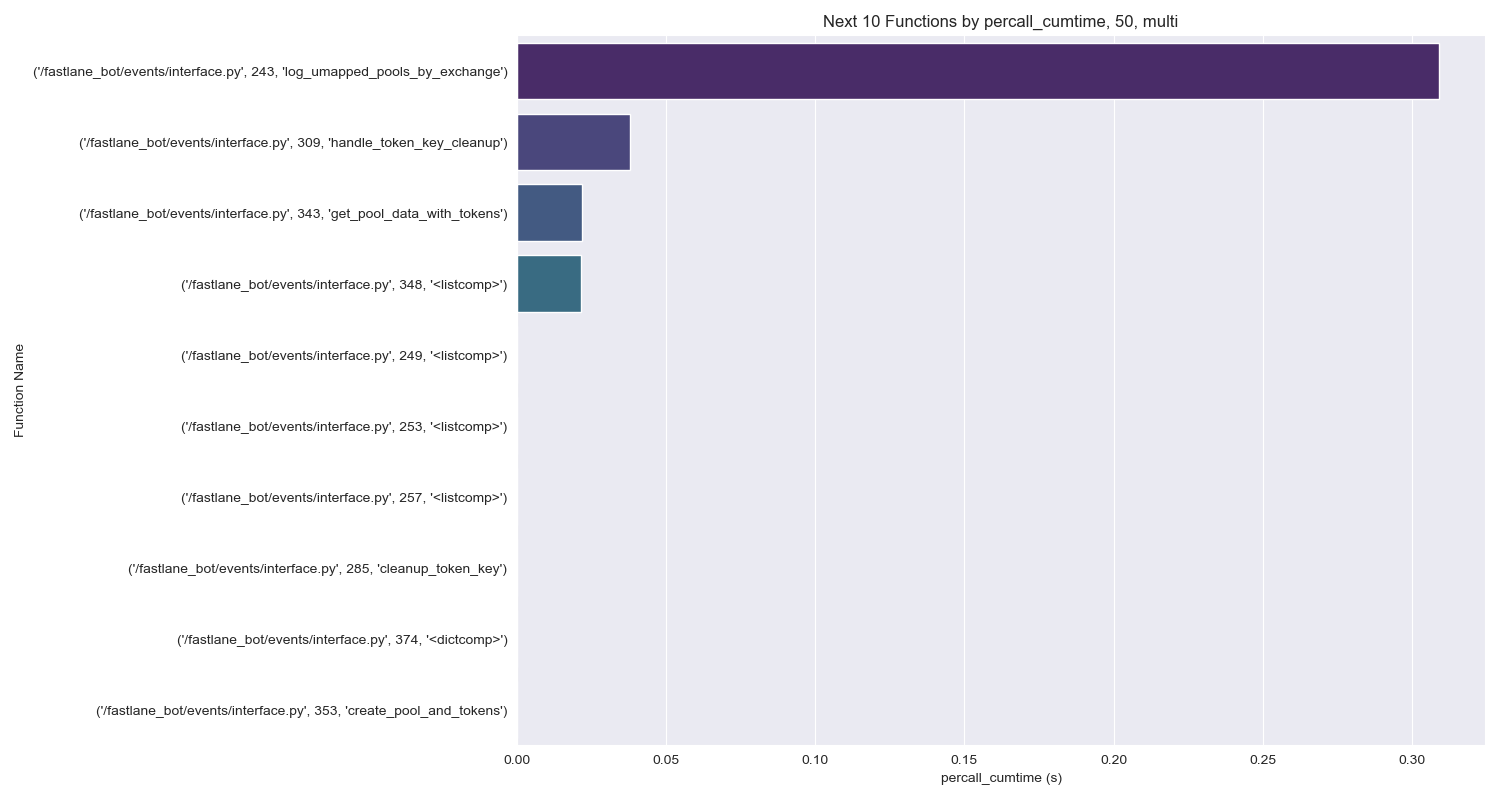 Next 10 Functions by percall_cumtime, 50, multi
('/fastlane_bot/events/interface.py', 243, 'log_umapped_pools_by_exchange')
('/fastlane_bot/events/interface.py', 309, 'handle_token_key_cleanup')
('/fastlane_bot/events/interface.py', 343, 'get_pool_data_with_tokens')
('/fastlane_bot/events/interface.py', 348, '<listcomp>')
('/fastlane_bot/events/interface.py', 249, '<listcomp>')
('/fastlane_bot/events/interface.py', 253, '<listcomp>')
('/fastlane_bot/events/interface.py', 257, '<listcomp>')
('/fastlane_bot/events/interface.py', 285, 'cleanup_token_key')
('/fastlane_bot/events/interface.py', 374, '<dictcomp>')
('/fastlane_bot/events/interface.py', 353, 'create_pool_and_tokens')
Function Name
0.00 0.05 0.10 0.15 0.20 0.25 0.30
percall_cumtime (s)